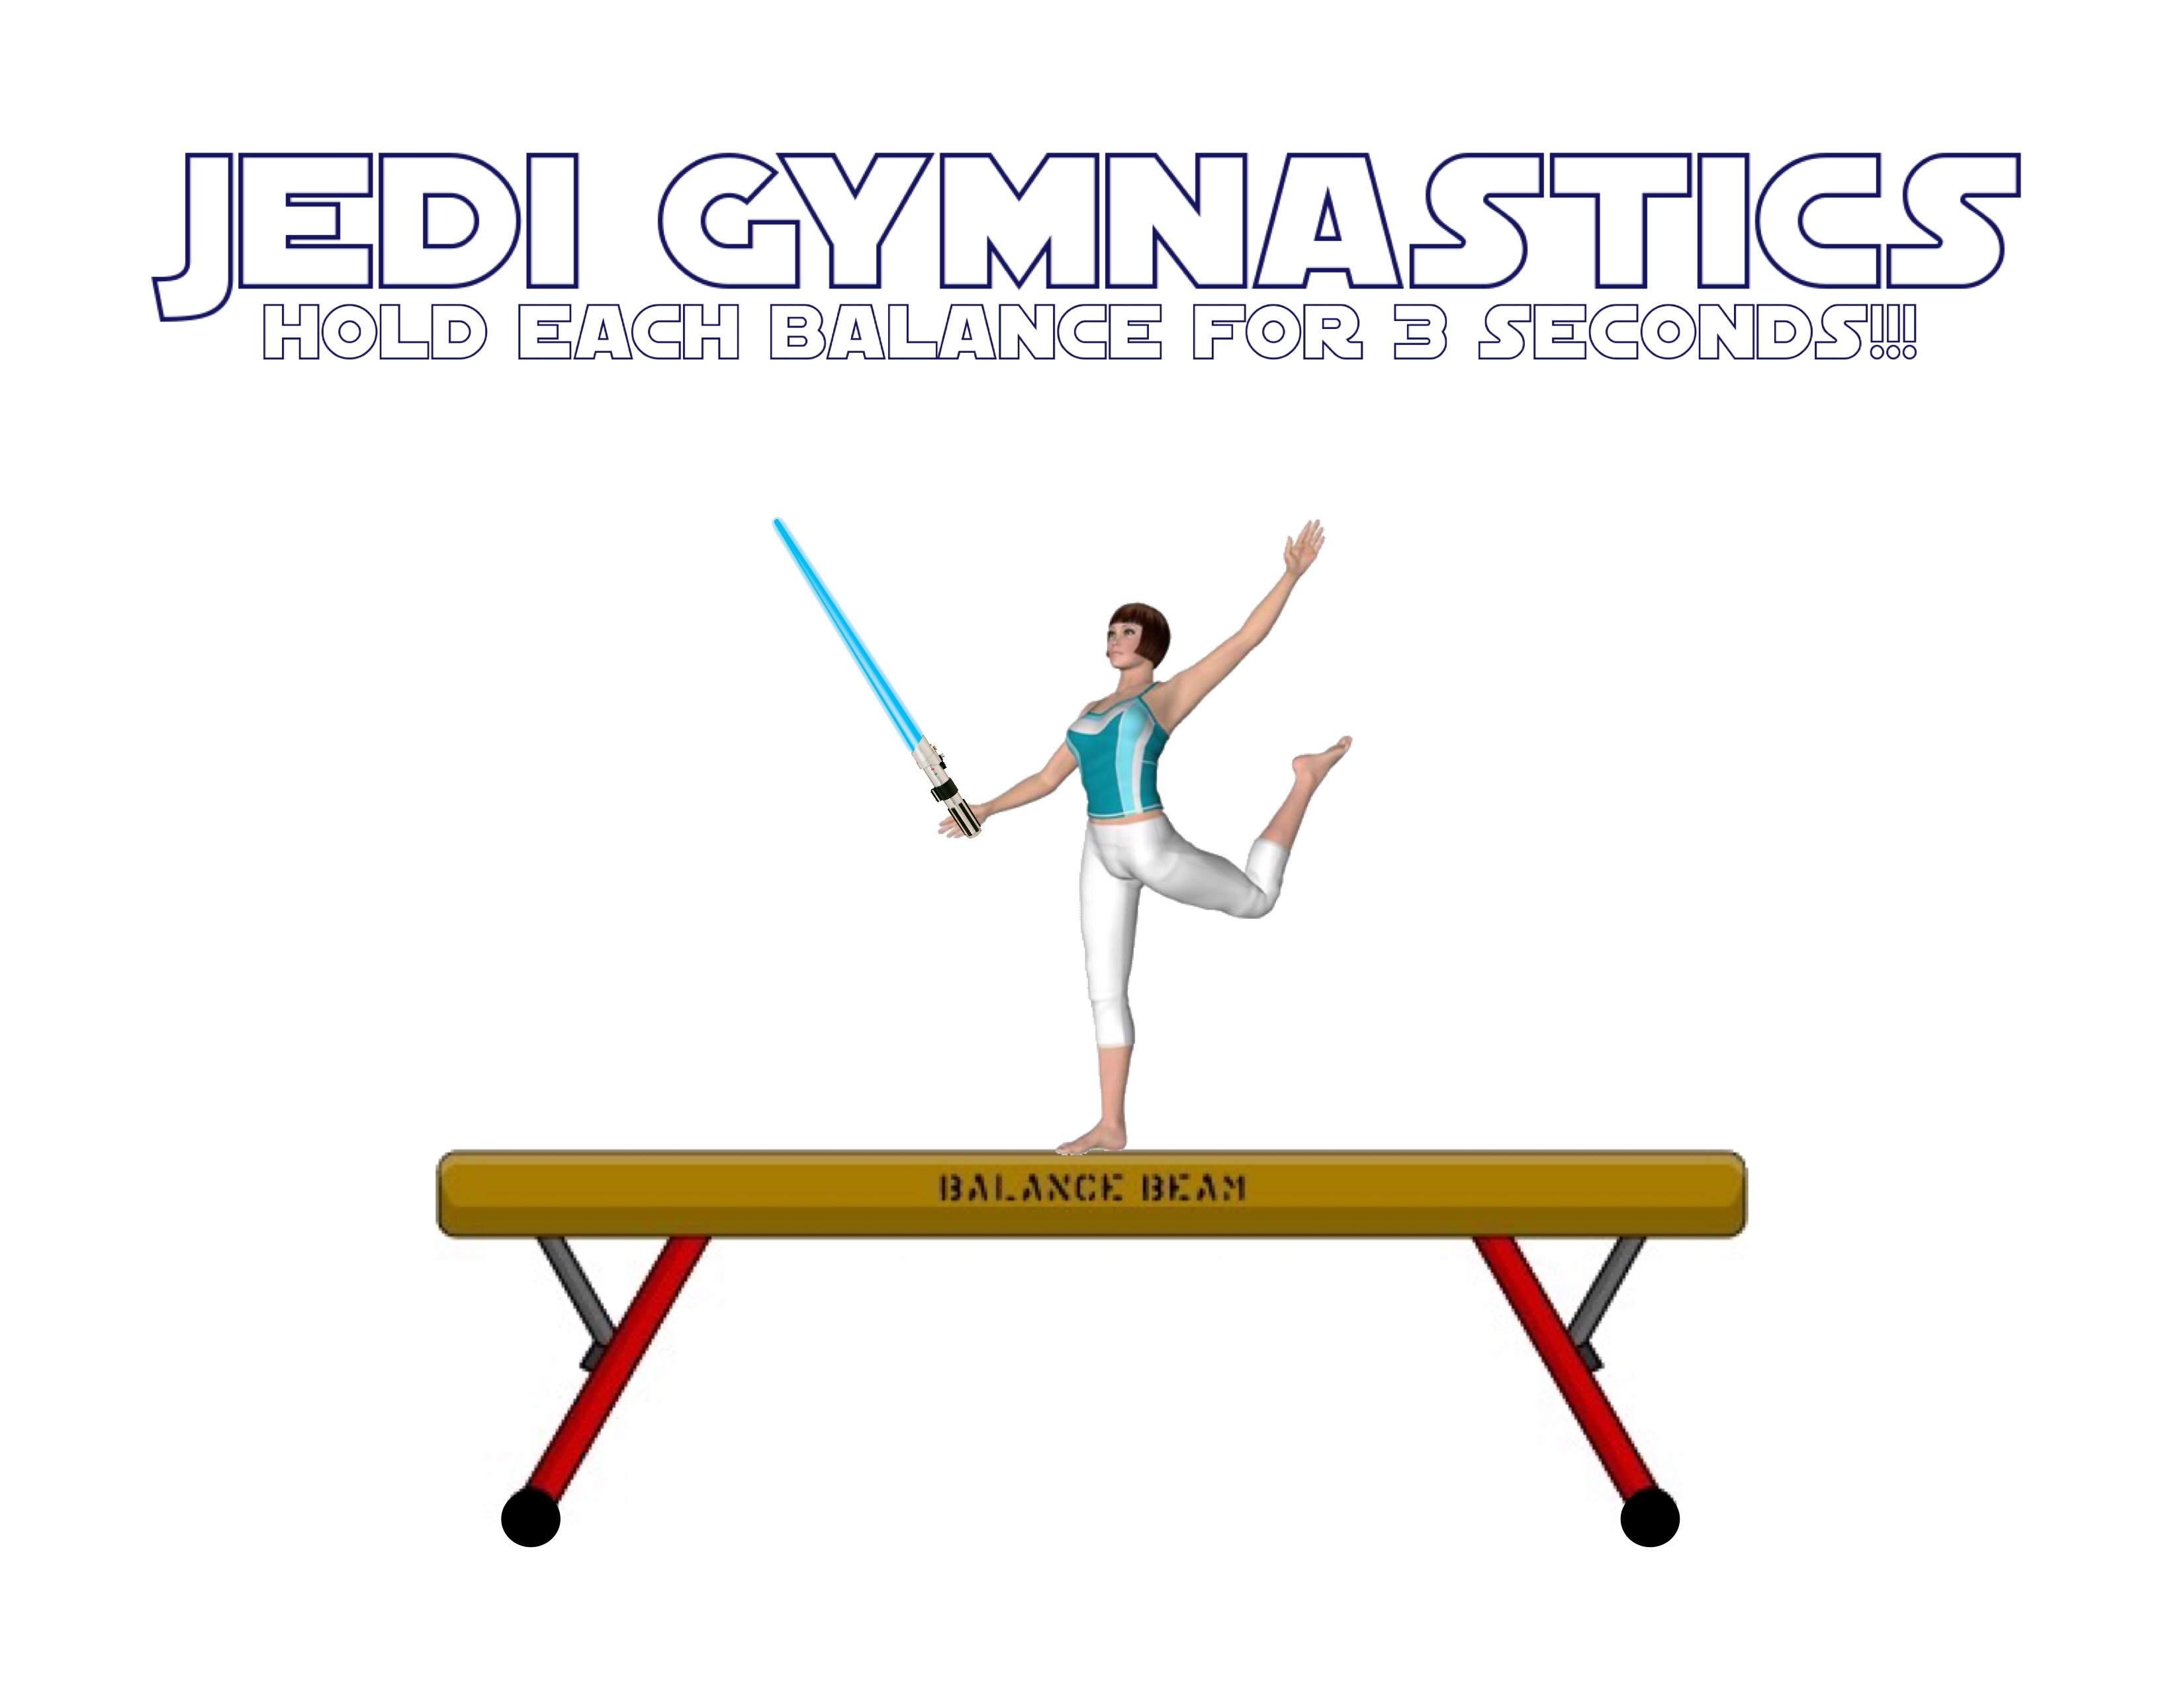 JEDI GYMNASTICS
HOLD EACH BALANCE FOR 3 SECONDS!!!
BALANCE BEAM